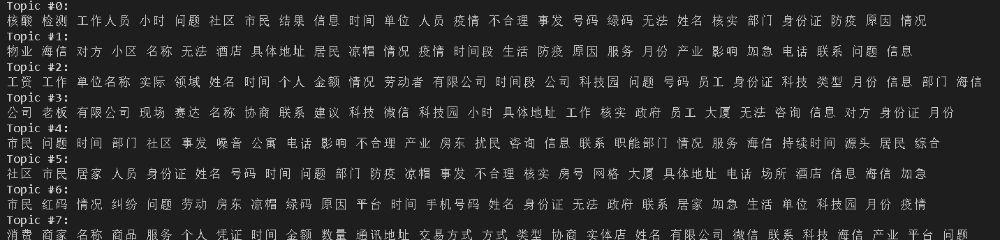 Topic #0:
核酸 检测 工作人员 小时 问题 社区 市民 结果 信息 时间 单位 人员 疫情 不合理 事发 号码 绿码 无法 姓名 核实 部门 身份证 防疫 原因 情况
Topic #1:
物业 海信 对方 小区 名称 无法 酒店 具体地址 居民 凉帽 情况 疫情 时间段 生活 防疫 原因 服务 月份 产业 影响 加急 电话 联系 问题 信息
Topic #2:
工资 工作 单位名称 实际 领域 姓名 时间 个人 金额 情况 劳动者 有限公司 时间段 公司 科技园 问题 号码 员工 身份证 科技 类型 月份 信息 部门 海信
Topic #3:
公司 老板 有限公司 现场 赛达 名称 协商 联系 建议 科技 微信 科技园 小时 具体地址 工作 核实 政府 员工 大厦 无法 咨询 信息 对方 身份证 月份
Topic #4:
市民 问题 时间 部门 社区 事发 噪音 公寓 电话 影响 不合理 产业 房东 扰民 咨询 信息 联系 职能部门 情况 服务 海信 持续时间 源头 居民 综合
Topic #5:
社区 市民 居家 人员 身份证 姓名 号码 时间 问题 部门 防疫 凉帽 事发 不合理 核实 房号 网格 大厦 具体地址 电话 场所 酒店 信息 海信 加急
Topic #6:
市民 红码 情况 纠纷 问题 劳动 房东 凉帽 绿码 原因 平台 时间 手机号码 姓名 身份证 无法 政府 联系 居家 加急 生活 单位 科技园 月份 疫情
Topic #7:
消费 商家 名称 商品 服务 个人 凭证 时间 金额 数量 通讯地址 交易方式 方式 类型 协商 实体店 姓名 有限公司 微信 联系 科技 海信 产业 平台 问题